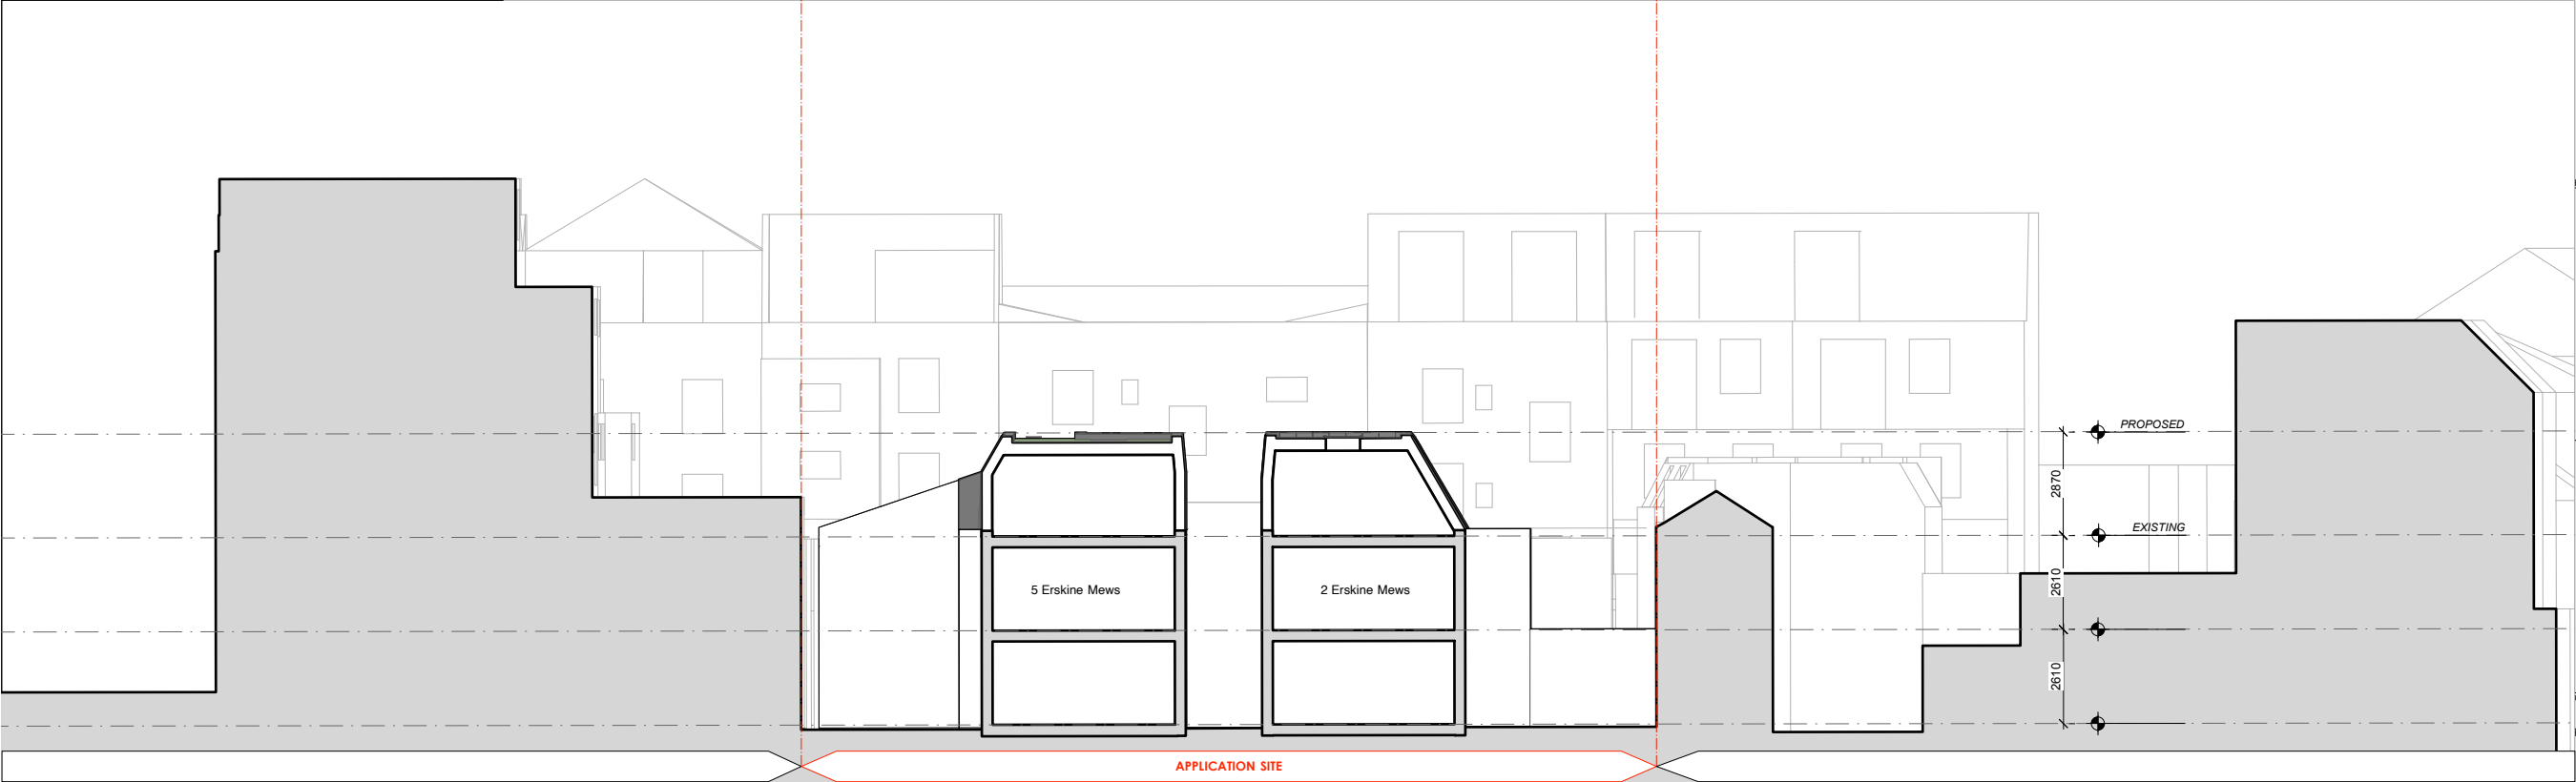 PROPOSED
2870
EXISTING
2610
5 Erskine Mews
2 Erskine Mews
2610
APPLICATION SITE